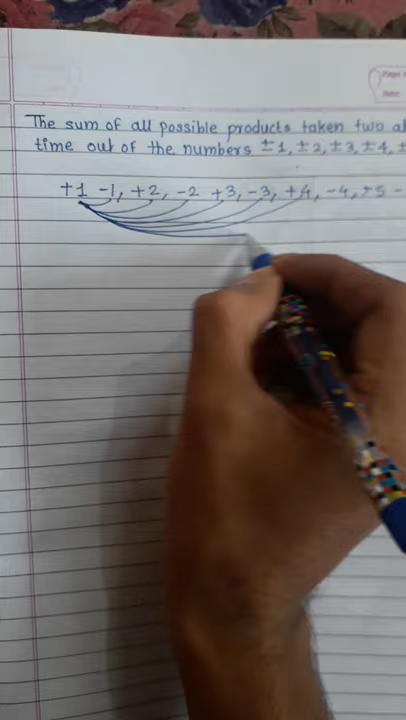 The sum of all possible products taken two at
time out of the numbers ±1, ±2, ±3, ±4, ±
+1 -1, +2, -2 +3, -3, +4, -4, +5 -